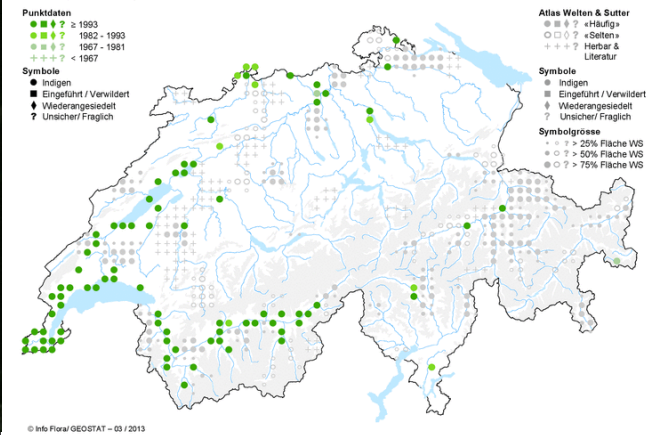 Punktdaten
? ≥ 1993
? 1982 - 1993
? 1967 - 1981
< 1967
Symbole
Indigen
Eingeführt / Verwildert
Wiederangesiedelt
? Unsicher/ Fraglich
Atlas Welten & Sutter
? «Häufig»
? «Selten»
Herbar &
Literatur
Symbole
Indigen
Eingeführt / Verwildert
Wiederangesiedelt
? Unsicher/ Fraglich
Symbolgrösse
? > 25% Fläche WS
? > 50% Fläche WS
? > 75% Fläche WS
© Info Flora/ GEOSTAT – 03 / 2013